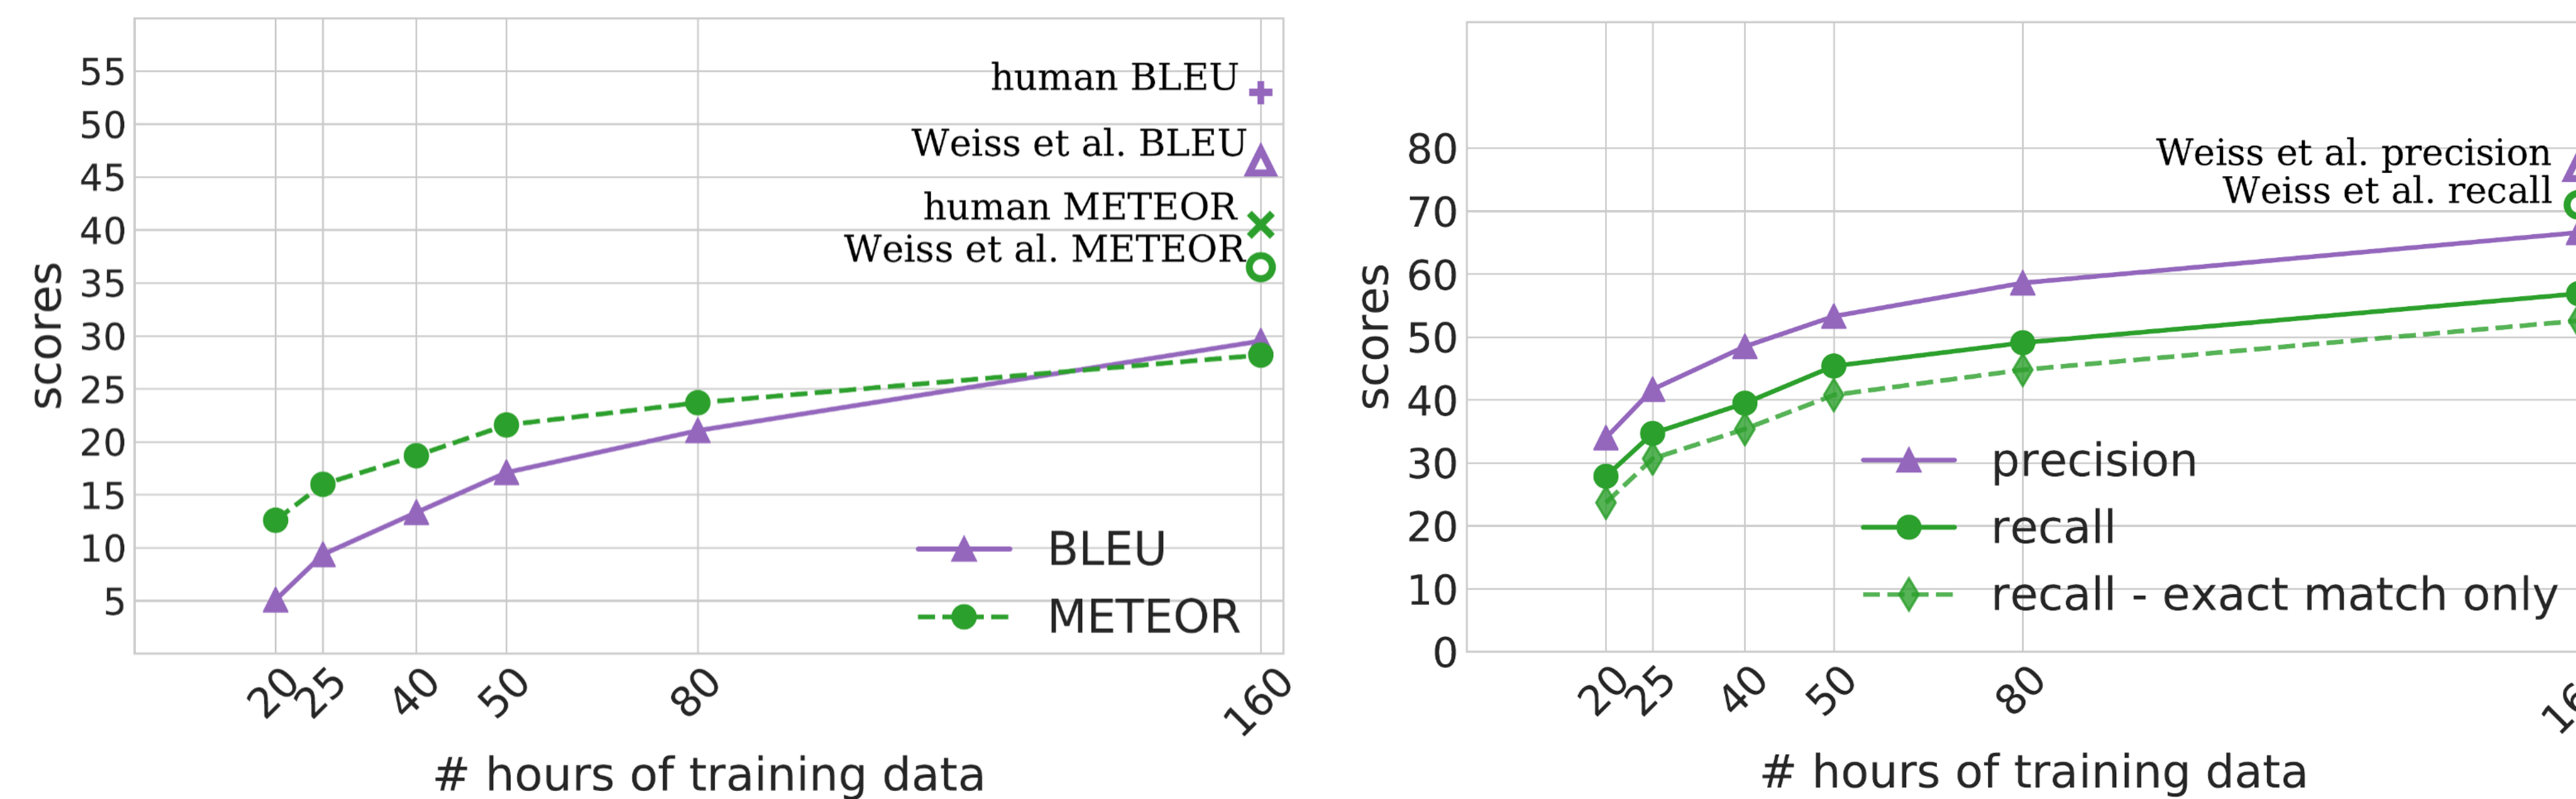 scores
55
50
45
40
35
30
25
20
15
10
5
human BLEU
Weiss et al. BLEU
human METEOR
Weiss et al. METEOR
BLEU
METEOR
20
25
40
50
80
160
# hours of training data
scores
80
70
60
50
40
30
20
10
0
Weiss et al. precision
Weiss et al. recall
precision
recall
recall - exact match only
20
25
40
50
80
# hours of training data